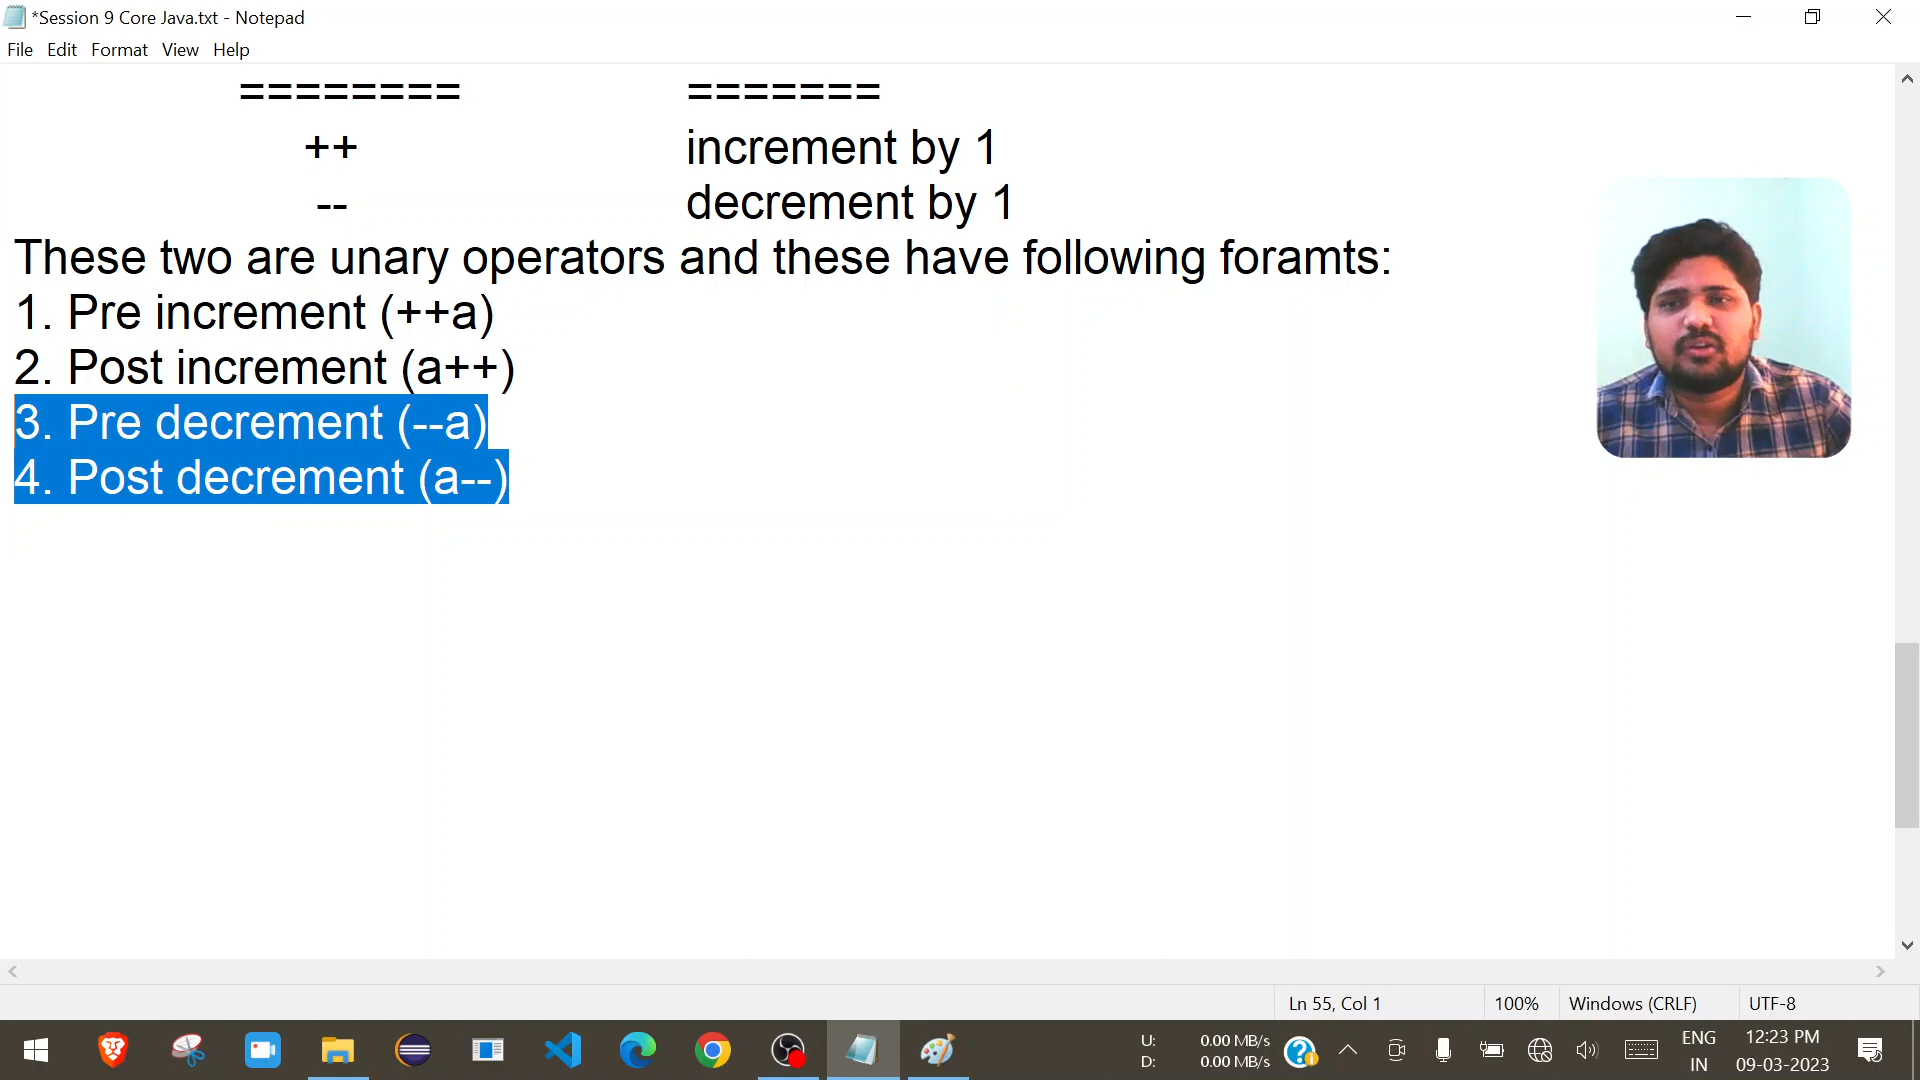 *Session 9 Core Java.txt - Notepad
File Edit Format View Help
======== =======
++ increment by 1
-- decrement by 1
These two are unary operators and these have following foramts:
1. Pre increment (++a)
2. Post increment (a++)
3. Pre decrement (--a)
4. Post decrement (a--)
Ln 55, Col 1 100% Windows (CRLF) UTF-8
U: 0.00 MB/s
D: 0.00 MB/s
ENG
IN
12:23 PM
09-03-2023